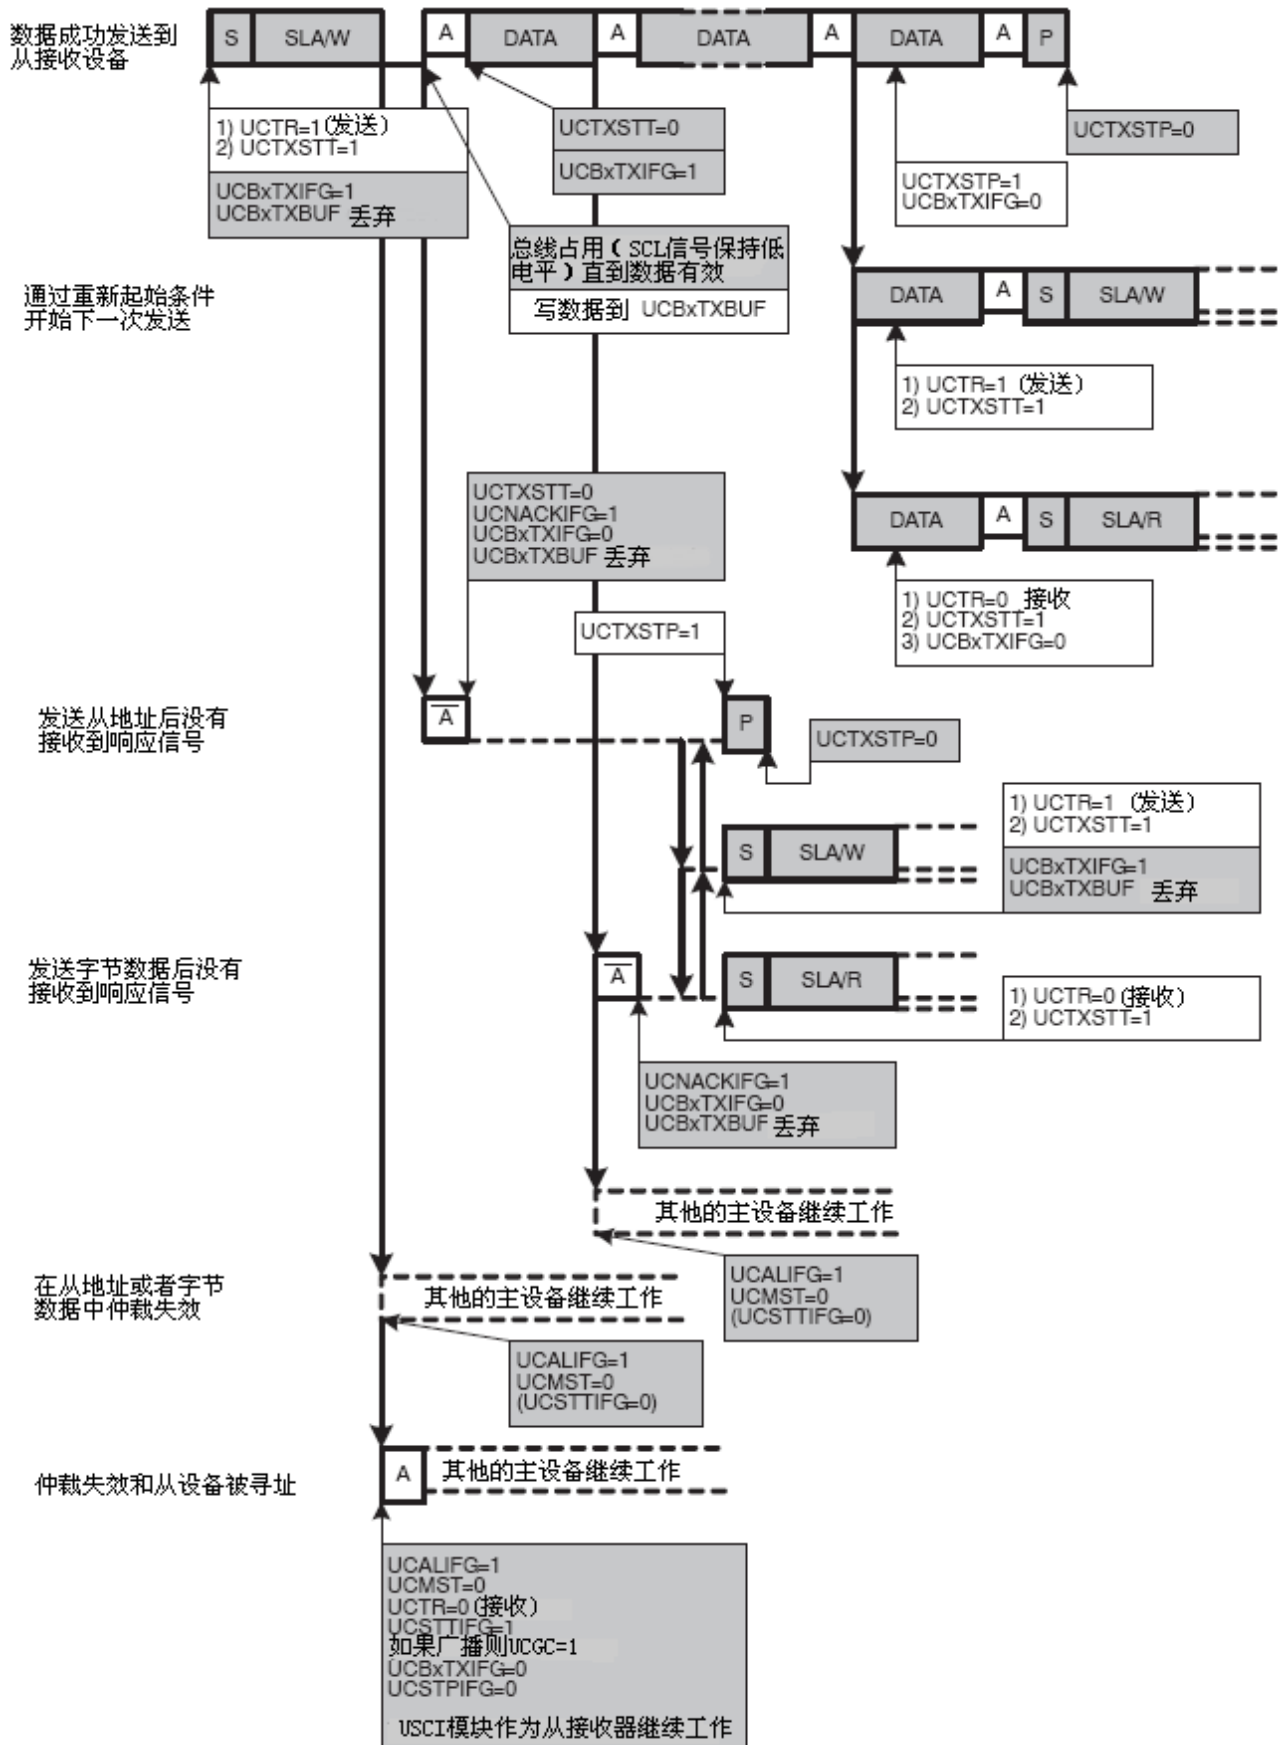 数据成功发送到
从接收设备
S SLA/W A DATA A DATA A DATA A P
1) UCTR=1(发送)
2) UCTXSTT=1
UCBxTXIFG=1
UCBxTXBUF 丢弃
UCTXSTT=0
UCBxTXIFG=1
UCTXSTP=0
UCTXSTP=1
UCBxTXIFG=0
总线占用（SCL信号保持低
电平）直到数据有效
写数据到 UCBxTXBUF
通过重新起始条件
开始下一次发送
DATA A S SLA/W
1) UCTR=1 (发送)
2) UCTXSTT=1
DATA A S SLA/R
1) UCTR=0 接收
2) UCTXSTT=1
3) UCBxTXIFG=0
UCTXSTT=0
UCNACKIFG=1
UCBxTXIFG=0
UCBxTXBUF 丢弃
UCTXSTP=1
发送从地址后没有
接收到响应信号
A P
UCTXSTP=0
S SLA/W
1) UCTR=1 (发送)
2) UCTXSTT=1
UCBxTXIFG=1
UCBxTXBUF 丢弃
发送字节数据后没有
接收到响应信号
A S SLA/R
1) UCTR=0(接收)
2) UCTXSTT=1
UCNACKIFG=1
UCBxTXIFG=0
UCBxTXBUF 丢弃
其他的主设备继续工作
UCALIFG=1
UCMST=0
(UCSTTIFG=0)
在从地址或者字节
数据中仲裁失效
其他的主设备继续工作
UCALIFG=1
UCMST=0
(UCSTTIFG=0)
仲裁失效和从设备被寻址
A 其他的主设备继续工作
UCALIFG=1
UCMST=0
UCTR=0(接收)
UCSTTIFG=1
如果广播则UCGC=1
UCBxTXIFG=0
UCSTPIFG=0
USCI模块作为从接收器继续工作